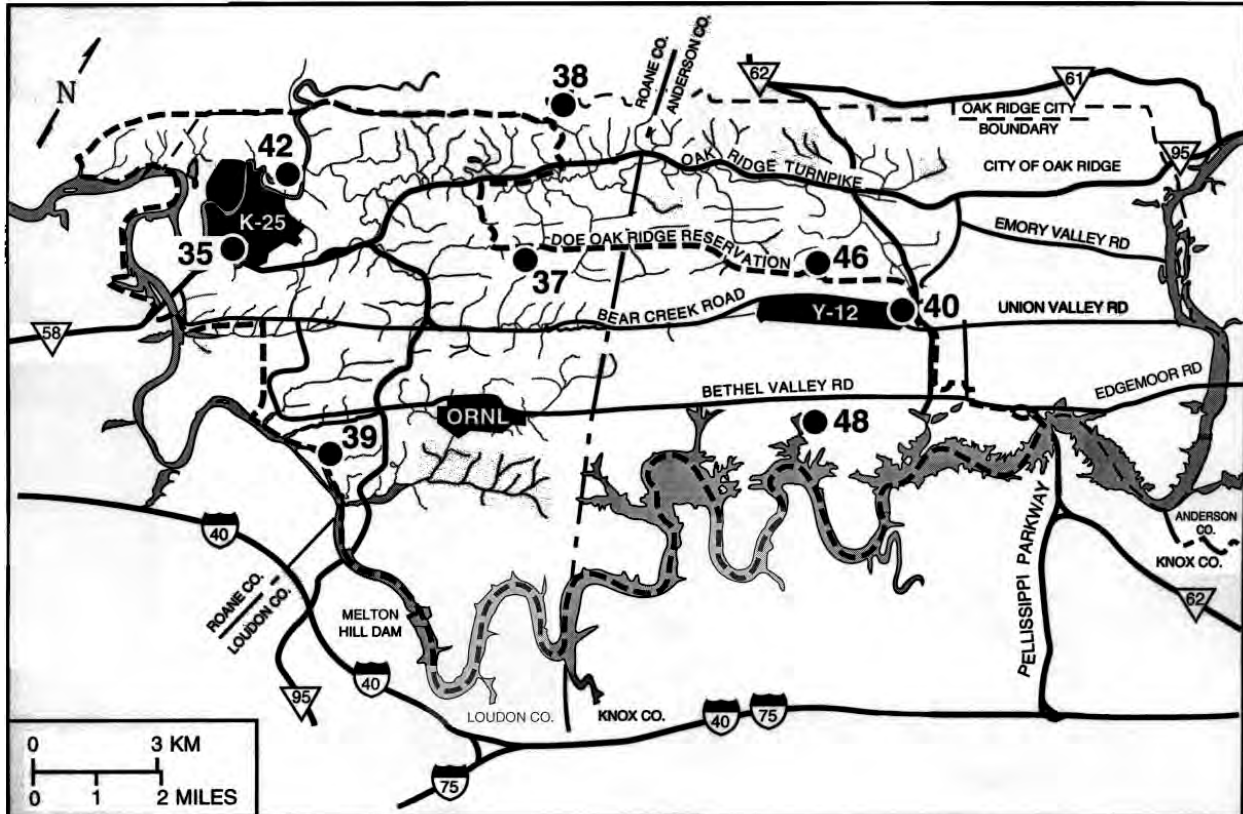 N
38
ROANE CO.
ANDERSON CO.
62
61
OAK RIDGE CITY
BOUNDARY
95
CITY OF OAK RIDGE
42
OAK RIDGE TURNPIKE
K-25
EMORY VALLEY RD
35
37
DOE OAK RIDGE RESERVATION
46
40
BEAR CREEK ROAD
Y-12
UNION VALLEY RD
58
BETHEL VALLEY RD
EDGEMOOR RD
ORNL
39
48
40
ANDERSON
CO.
KNOX CO.
62
ROANE CO.
LOUDON CO.
MELTON
HILL DAM
PELLISSIPPI PARKWAY
95
40
LOUDON CO.
KNOX CO.
40
75
75
0 3 KM
0 1 2 MILES